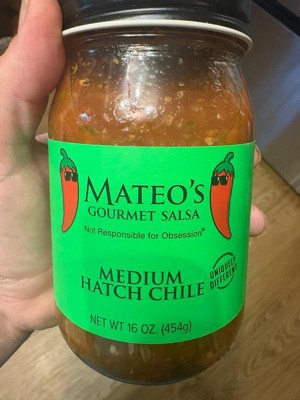 MATEO'S
GOURMET SALSA
Not Responsible for Obsession®
MEDIUM
HATCH CHILE
UNIQUELY
DIFFERENT
NET WT 16 OZ. (454g)